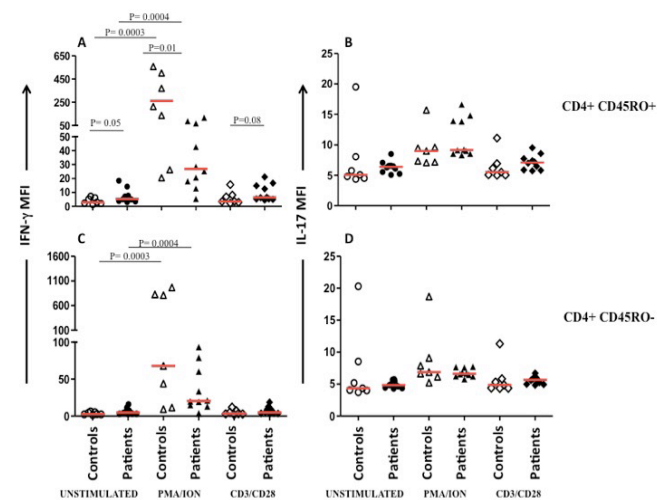 P= 0.0004
P= 0.0003
A
P=0.01
B
650
450
250
50
50
40
30
20
10
0
P= 0.05
P=0.08
25
20
15
10
5
0
IFN-γ MFI
IL-17 MFI
CD4+ CD45RO+
C
P= 0.0004
P= 0.0003
D
1600
1100
600
100
100
50
0
25
20
15
10
5
0
CD4+ CD45RO-
Controls Patients Controls Patients Controls Patients
Controls Patients Controls Patients Controls Patients
UNSTIMULATED PMA/ION CD3/CD28
UNSTIMULATED PMA/ION CD3/CD28